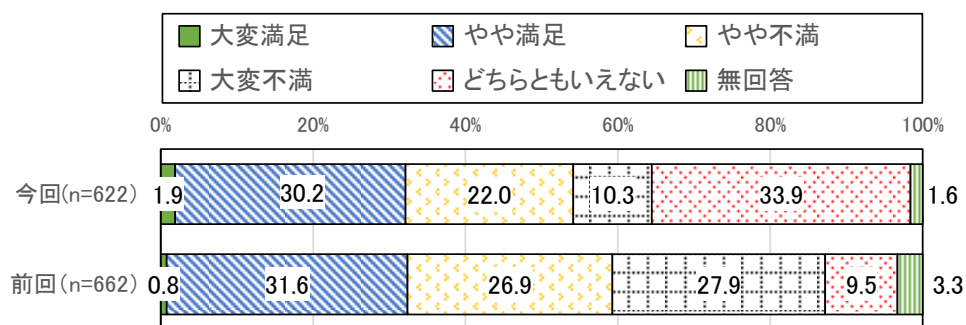 大変満足 やや満足 やや不満
大変不満 どちらともいえない 無回答
0% 20% 40% 60% 80% 100%
今回(n=622) 1.9 30.2 22.0 10.3 33.9 1.6
前回(n=662) 0.8 31.6 26.9 27.9 9.5 3.3